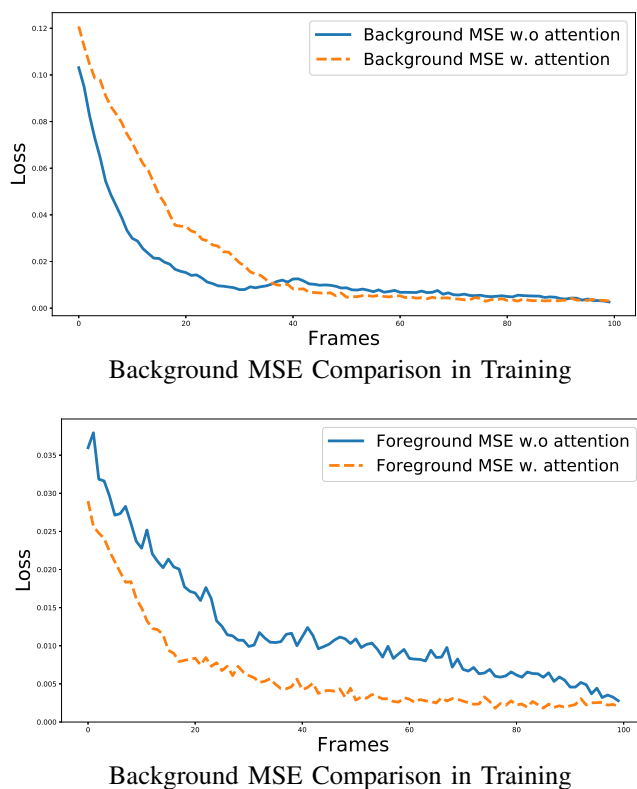 Background MSE w.o attention
Background MSE w. attention
0.12
0.10
0.08
0.06
0.04
0.02
0.00
Loss
0 20 40 60 80 100
Frames
Background MSE Comparison in Training
Foreground MSE w.o attention
Foreground MSE w. attention
0.035
0.030
0.025
0.020
0.015
0.010
0.005
0.000
Loss
0 20 40 60 80 100
Frames
Background MSE Comparison in Training